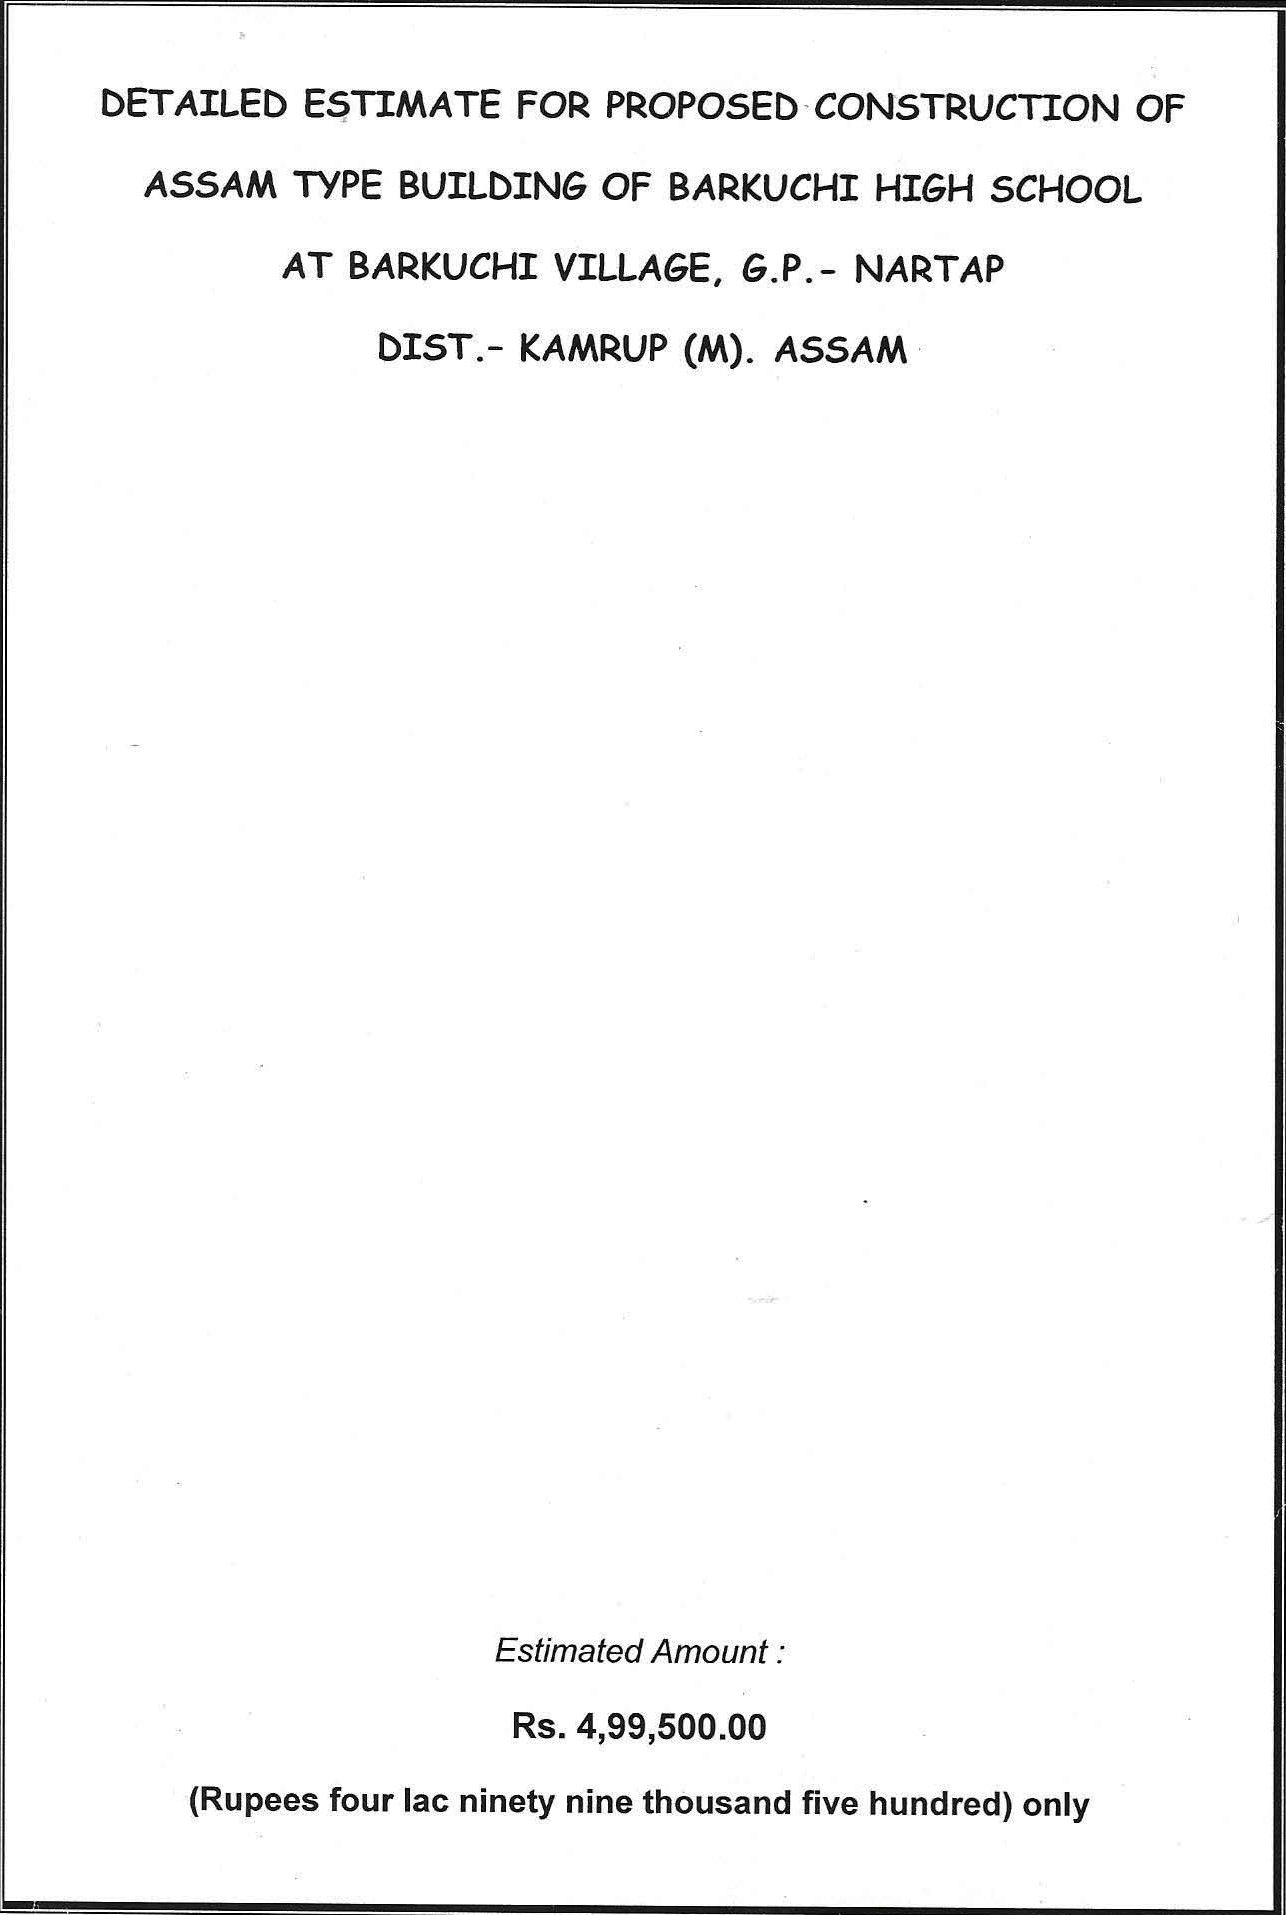 DETAILED ESTIMATE FOR PROPOSED CONSTRUCTION OF
ASSAM TYPE BUILDING OF BARKUCHI HIGH SCHOOL
AT BARKUCHI VILLAGE, G.P.- NARTAP
DIST.- KAMRUP (M). ASSAM
Estimated Amount :
Rs. 4,99,500.00
(Rupees four lac ninety nine thousand five hundred) only